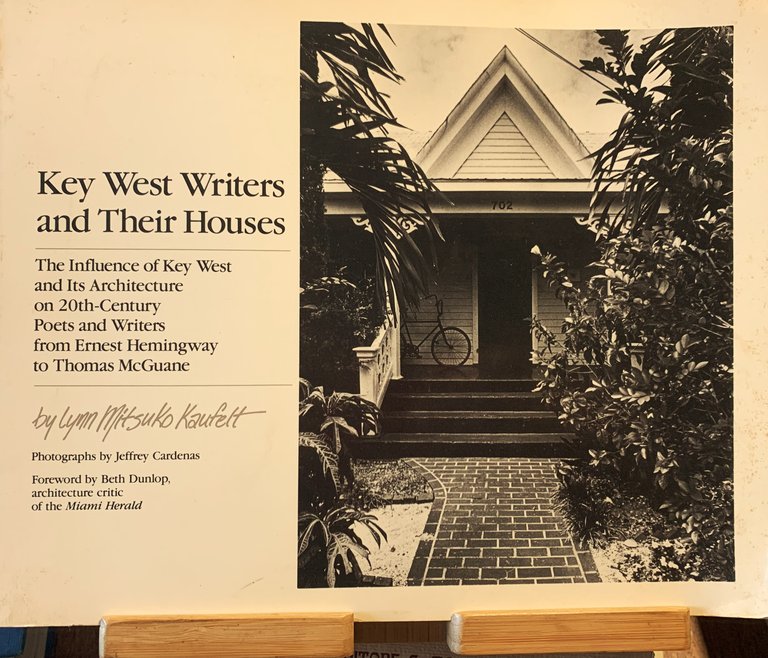 Key West Writers
and Their Houses
The Influence of Key West
and Its Architecture
on 20th-Century
Poets and Writers
from Ernest Hemingway
to Thomas McGuane
by Lynn Mitsuko Kaufelt
Photographs by Jeffrey Cardenas
Foreword by Beth Dunlop,
architecture critic
of the Miami Herald
702